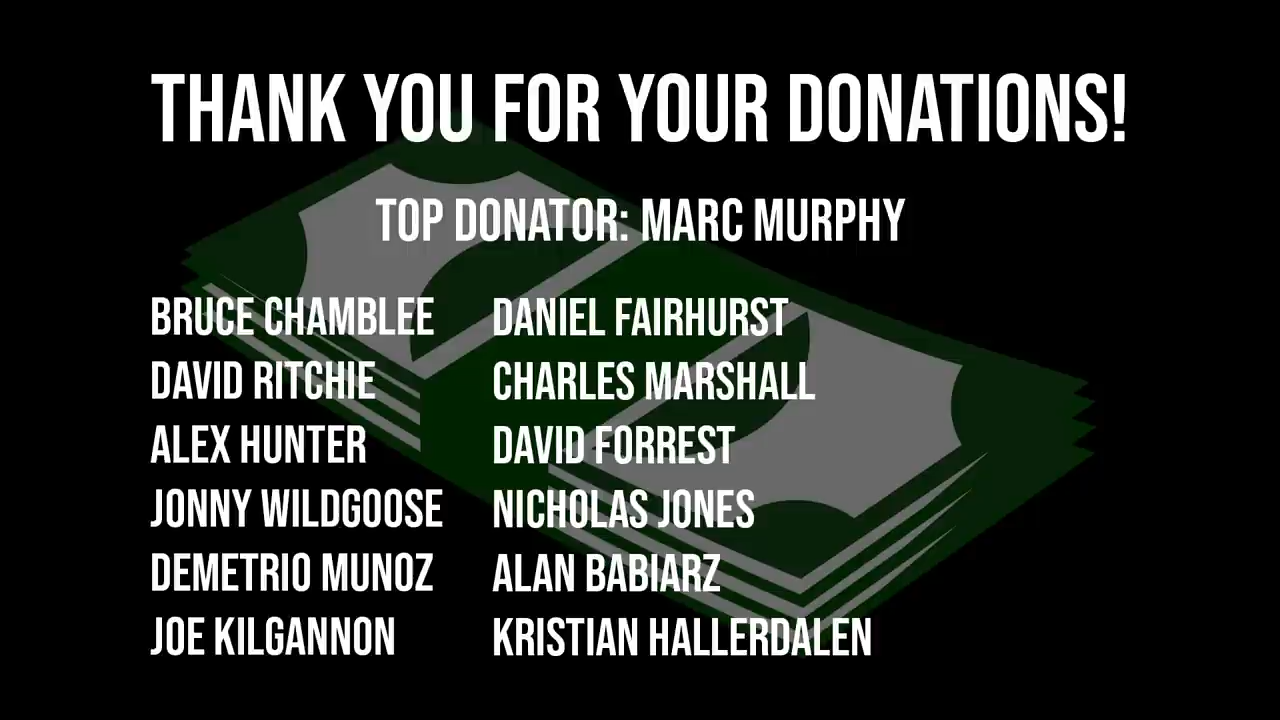 THANK YOU FOR YOUR DONATIONS!
TOP DONATOR: MARC MURPHY
BRUCE CHAMBLEE
DAVID RITCHIE
ALEX HUNTER
JONNY WILDGOOSE
DEMETRIO MUNOZ
JOE KILGANNON
DANIEL FAIRHURST
CHARLES MARSHALL
DAVID FORREST
NICHOLAS JONES
ALAN BABIARZ
KRISTIAN HALLERDALEN